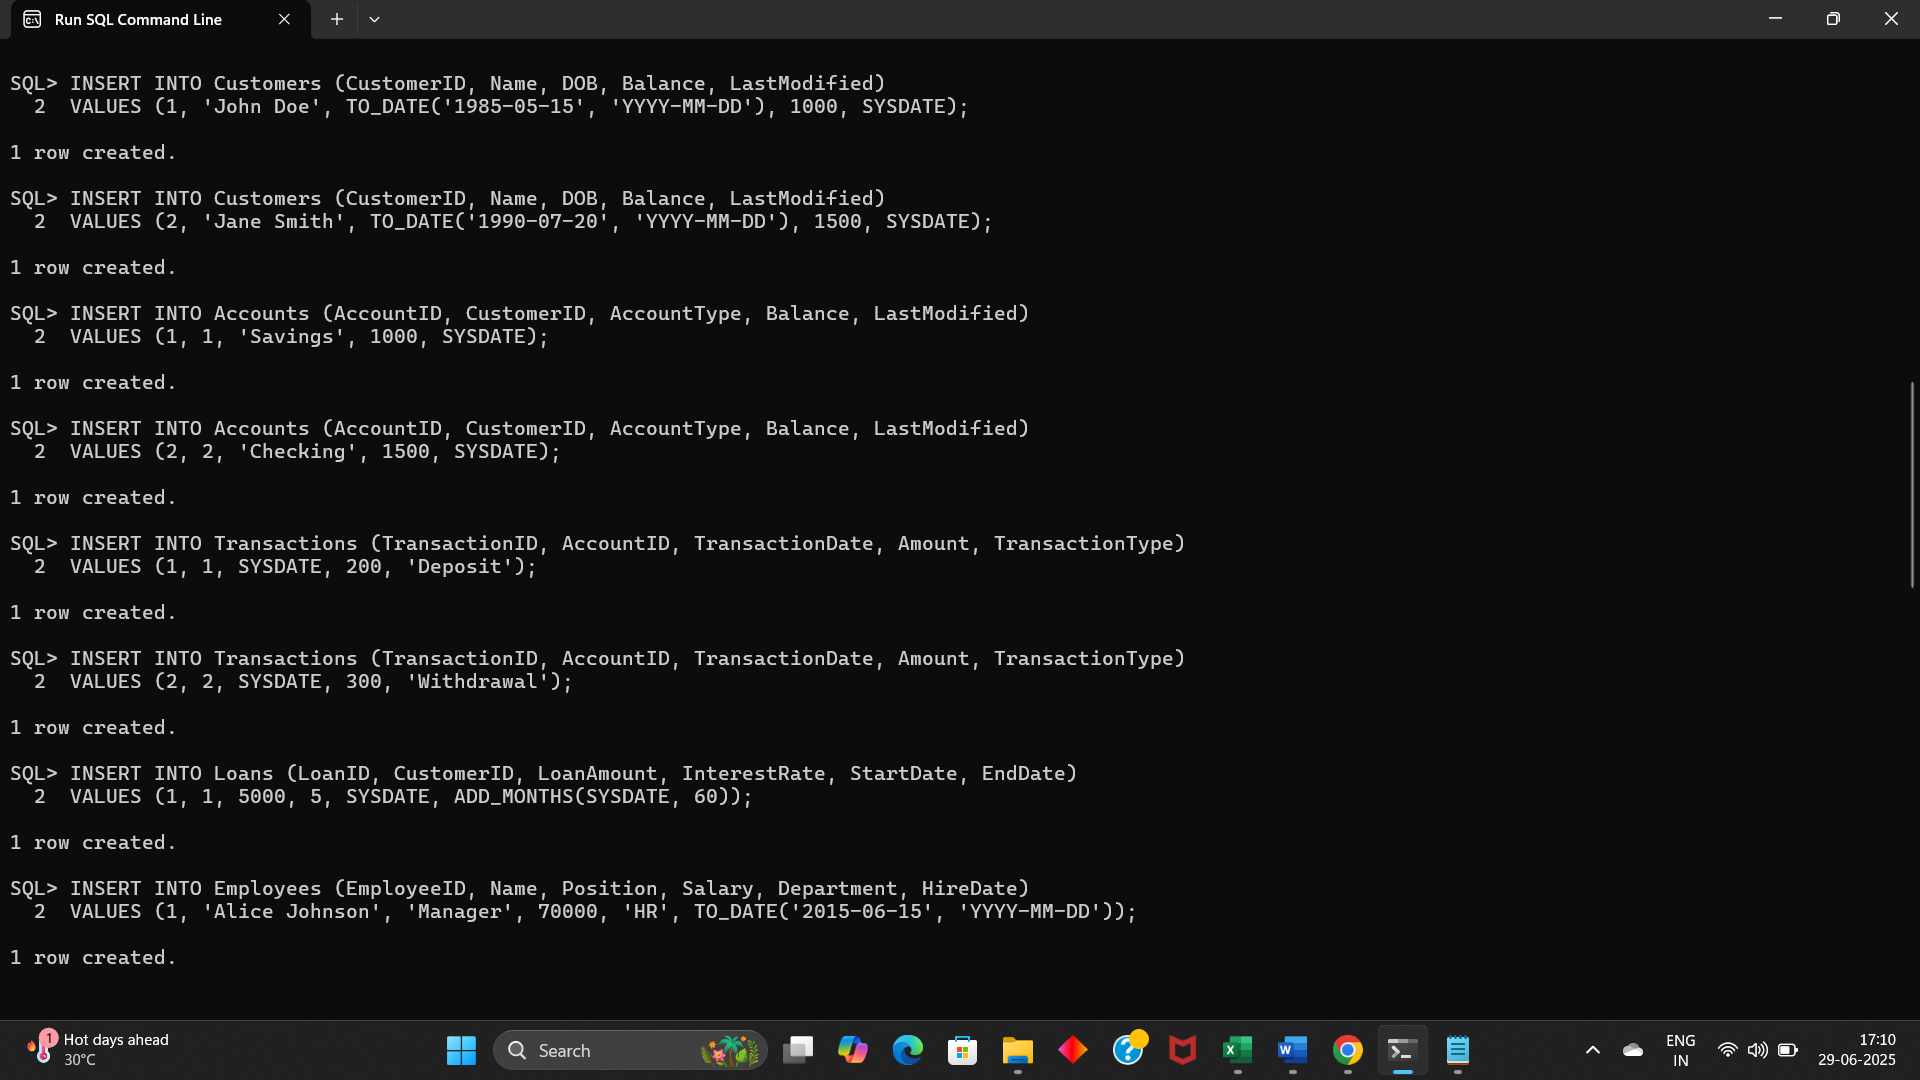 Run SQL Command Line
SQL> INSERT INTO Customers (CustomerID, Name, DOB, Balance, LastModified)
  2  VALUES (1, 'John Doe', TO_DATE('1985-05-15', 'YYYY-MM-DD'), 1000, SYSDATE);
1 row created.
SQL> INSERT INTO Customers (CustomerID, Name, DOB, Balance, LastModified)
  2  VALUES (2, 'Jane Smith', TO_DATE('1990-07-20', 'YYYY-MM-DD'), 1500, SYSDATE);
1 row created.
SQL> INSERT INTO Accounts (AccountID, CustomerID, AccountType, Balance, LastModified)
  2  VALUES (1, 1, 'Savings', 1000, SYSDATE);
1 row created.
SQL> INSERT INTO Accounts (AccountID, CustomerID, AccountType, Balance, LastModified)
  2  VALUES (2, 2, 'Checking', 1500, SYSDATE);
1 row created.
SQL> INSERT INTO Transactions (TransactionID, AccountID, TransactionDate, Amount, TransactionType)
  2  VALUES (1, 1, SYSDATE, 200, 'Deposit');
1 row created.
SQL> INSERT INTO Transactions (TransactionID, AccountID, TransactionDate, Amount, TransactionType)
  2  VALUES (2, 2, SYSDATE, 300, 'Withdrawal');
1 row created.
SQL> INSERT INTO Loans (LoanID, CustomerID, LoanAmount, InterestRate, StartDate, EndDate)
  2  VALUES (1, 1, 5000, 5, SYSDATE, ADD_MONTHS(SYSDATE, 60));
1 row created.
SQL> INSERT INTO Employees (EmployeeID, Name, Position, Salary, Department, HireDate)
  2  VALUES (1, 'Alice Johnson', 'Manager', 70000, 'HR', TO_DATE('2015-06-15', 'YYYY-MM-DD'));
1 row created.
1 Hot days ahead
30°C
Search
ENG
IN
17:10
29-06-2025